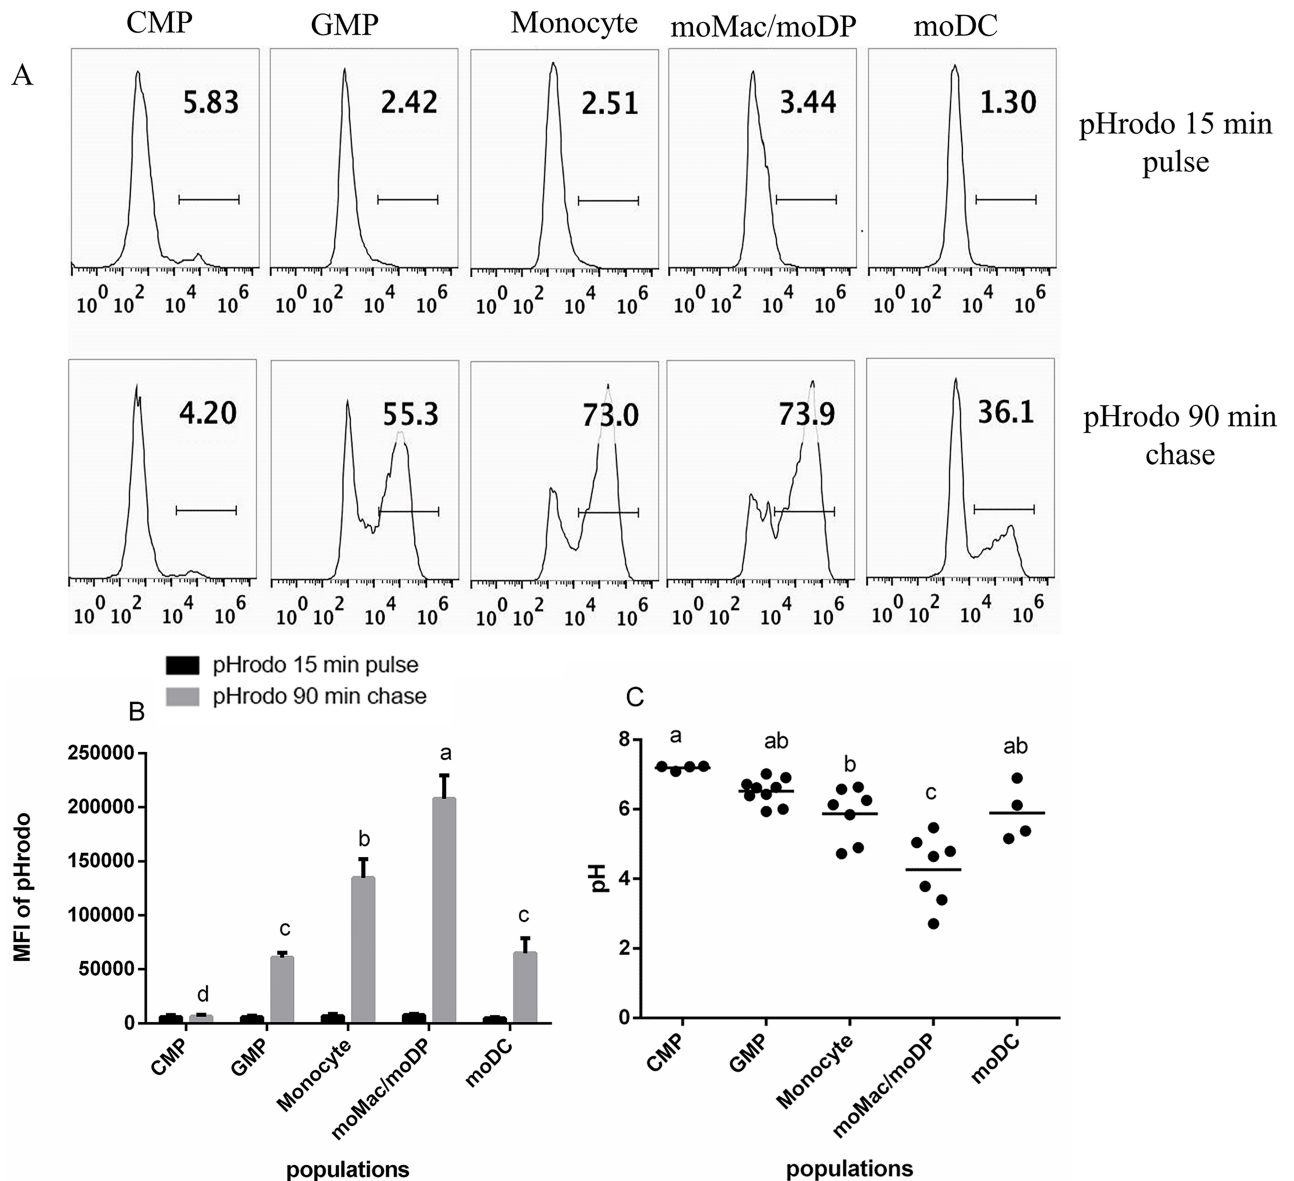 CMP GMP Monocyte moMac/moDP moDC
A
5.83 2.42 2.51 3.44 1.30
pHrodo 15 min
pulse
10^0 10^2 10^4 10^6 10^0 10^2 10^4 10^6 10^0 10^2 10^4 10^6 10^0 10^2 10^4 10^6 10^0 10^2 10^4 10^6
4.20 55.3 73.0 73.9 36.1
pHrodo 90 min
chase
10^0 10^2 10^4 10^6 10^0 10^2 10^4 10^6 10^0 10^2 10^4 10^6 10^0 10^2 10^4 10^6 10^0 10^2 10^4 10^6
pHrodo 15 min pulse
pHrodo 90 min chase
B
MFI of pHrodo
250000
200000
150000
100000
50000
0
d
c
b
a
c
CMP
GMP
Monocyte
moMac/moDP
moDC
populations
C
pH
8
6
4
2
0
a
ab
b
c
ab
CMP
GMP
Monocyte
moMac/moDP
moDC
populations